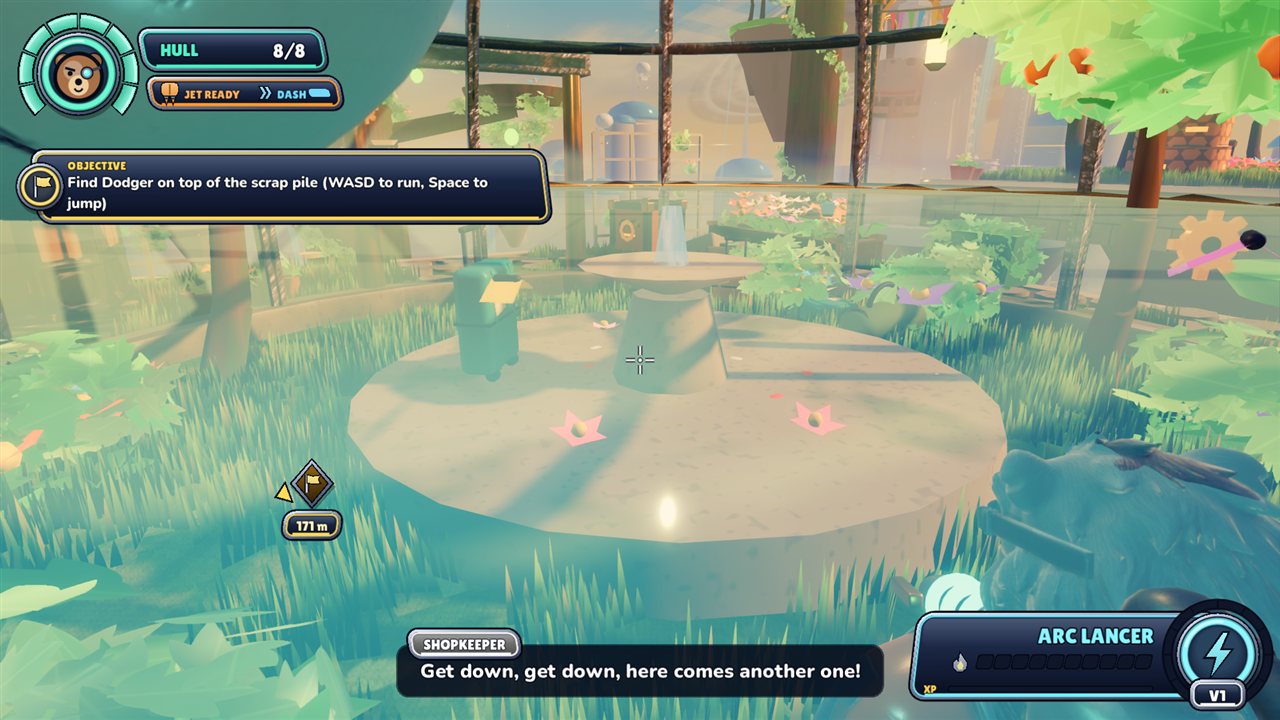 HULL 8/8
JET READY DASH
OBJECTIVE
Find Dodger on top of the scrap pile (WASD to run, Space to
jump)
171 m
SHOPKEEPER
Get down, get down, here comes another one!
ARC LANCER
XP
V1